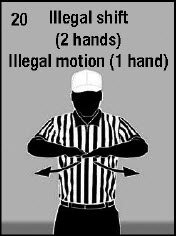 20 Illegal shift
(2 hands)
Illegal motion (1 hand)